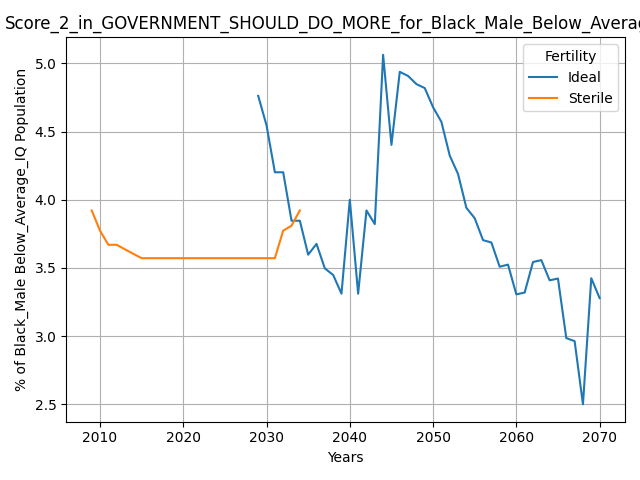 Score_2_in_GOVERNMENT_SHOULD_DO_MORE_for_Black_Male_Below_Avera
% of Black_Male Below_Average_IQ Population
5.0
4.5
4.0
3.5
3.0
2.5
Fertility
Ideal
Sterile
2010 2020 2030 2040 2050 2060 2070
Years